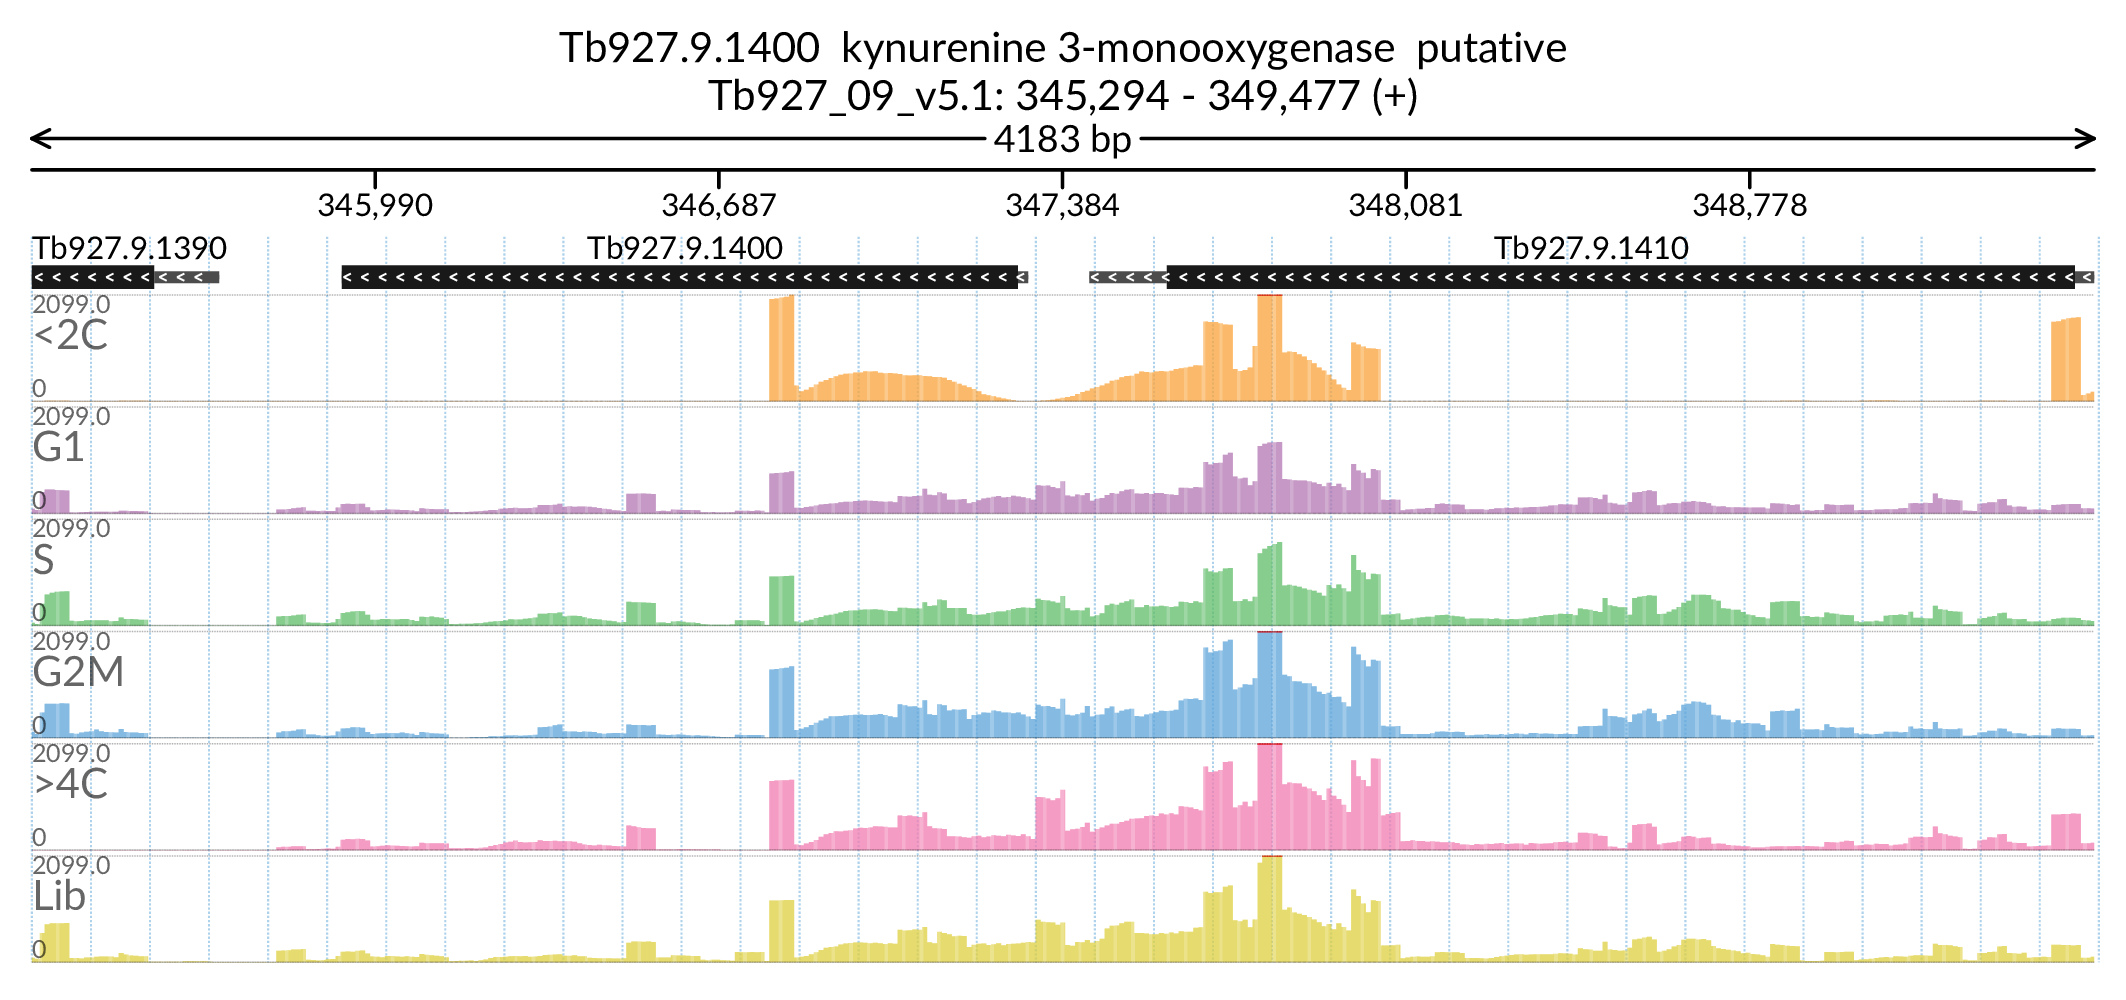 Tb927.9.1400 kynurenine 3-monooxygenase putative
Tb927_09_v5.1: 345,294 - 349,477 (+)
4183 bp
345,990 346,687 347,384 348,081 348,778
Tb927.9.1390 Tb927.9.1400 Tb927.9.1410
2099.0
<2C
0
2099.0
G1
0
2099.0
S
0
2099.0
G2M
0
2099.0
>4C
0
2099.0
Lib
0